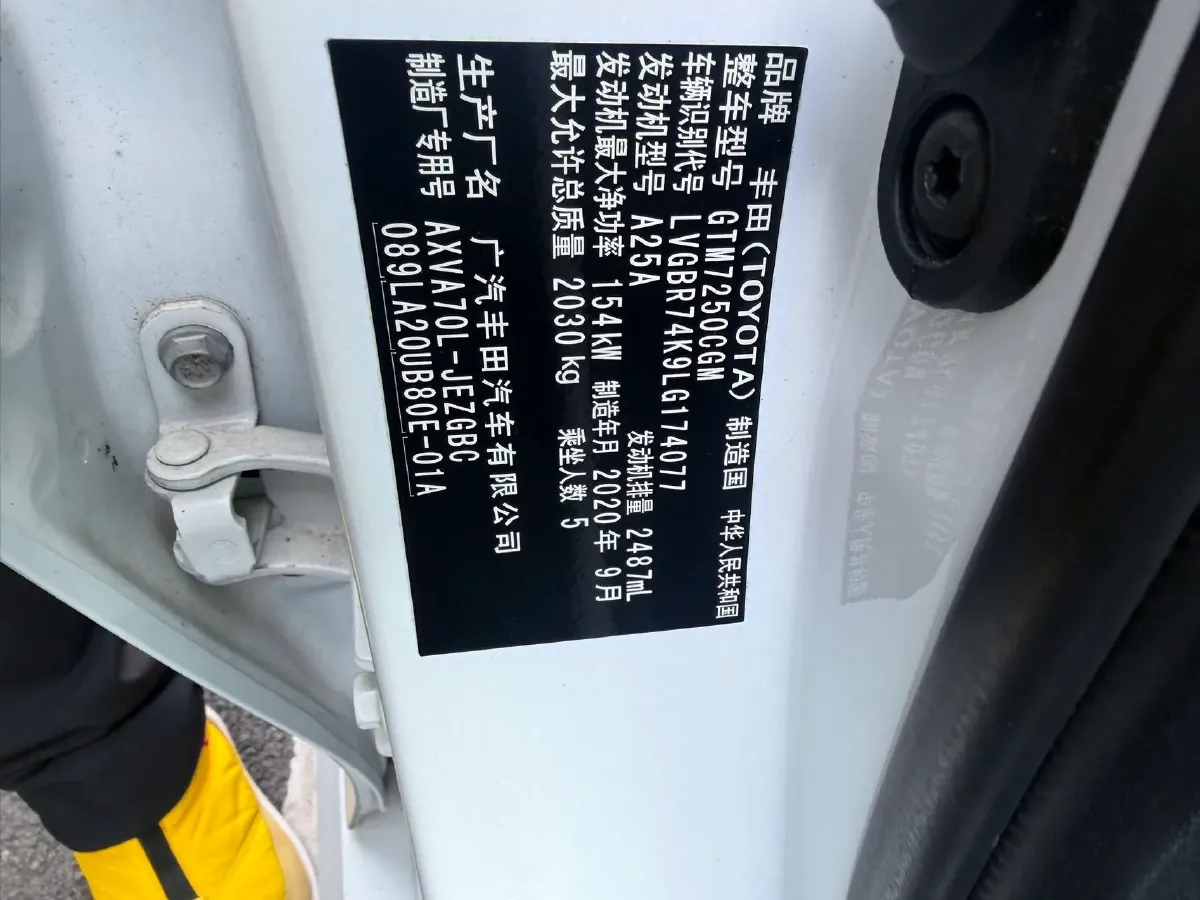 品牌 丰田(TOYOTA) 制造国 中华人民共和国
整车型号 GTM7250CGM
车辆识别代号 LVGBR74K9LG174077
发动机型号 A25A 发动机排量 2487mL
发动机最大净功率 154kW 制造年月 2020年 9月
最大允许总质量 2030kg 乘坐人数 5
生产厂名 广汽丰田汽车有限公司
制造厂专用号 AXVA70L-JEZGBC
089LA20UB80E-01A